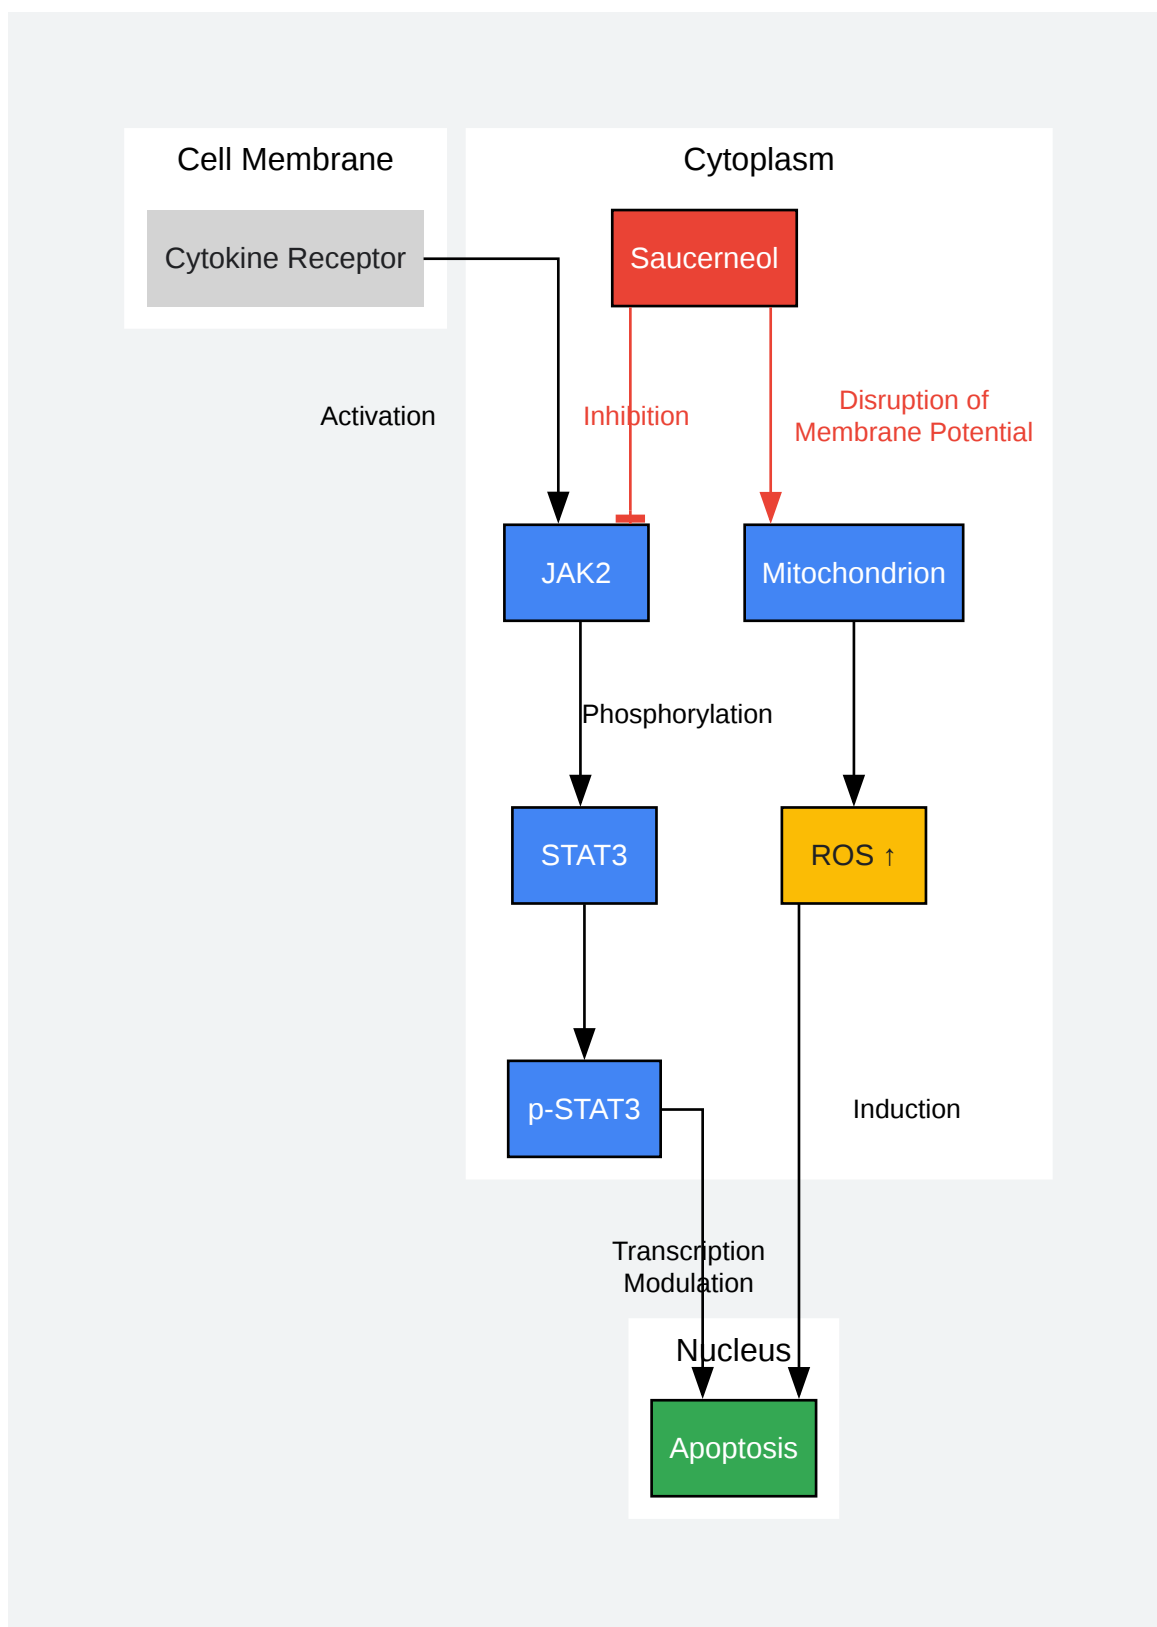 Cell Membrane
Cytoplasm
Cytokine Receptor
Saucerneol
Activation
Inhibition
Disruption of
Membrane Potential
JAK2
Mitochondrion
Phosphorylation
STAT3
ROS ↑
p-STAT3
Induction
Transcription
Modulation
Nucleus
Apoptosis